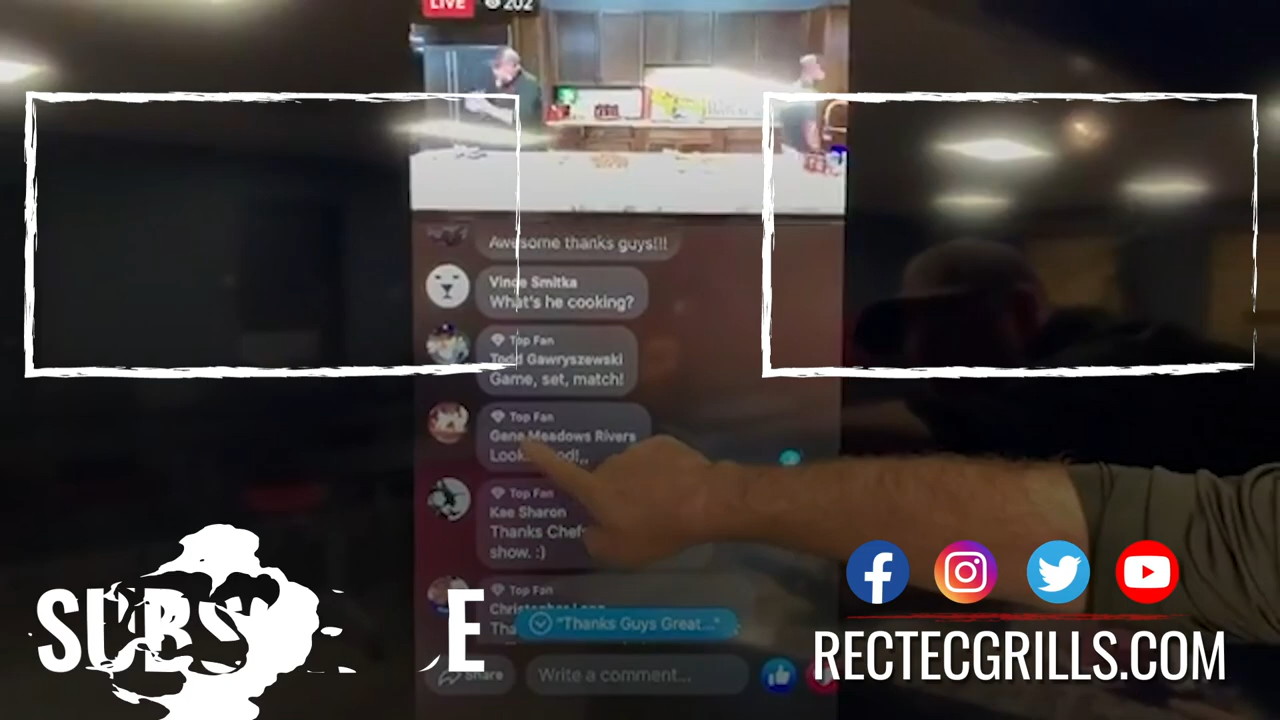 LIVE 202
Awesome thanks guys!!!
Vince Smitka
What's he cooking?
Top Fan
Todd Gawryszewski
Game, set, match!
Top Fan
Gene Meadows Rivers
Top Fan
Kee Sharon
Thanks Chef
show. :)
Top Fan
"Thanks Guys Great..."
Share
Write a comment...
RECTECGRILLS.COM